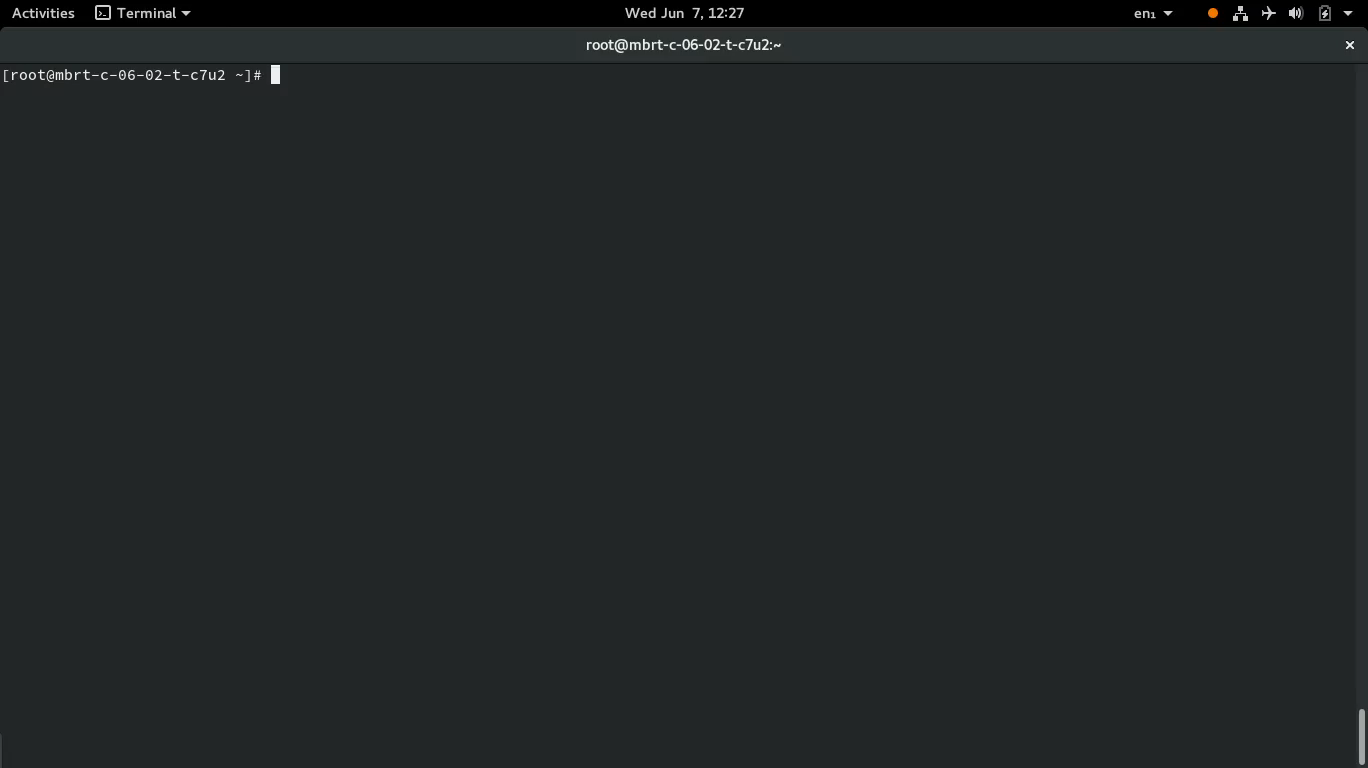 Activities Terminal Wed Jun 7, 12:27 en₁
root@mbrt-c-06-02-t-c7u2:~
[root@mbrt-c-06-02-t-c7u2 ~]#